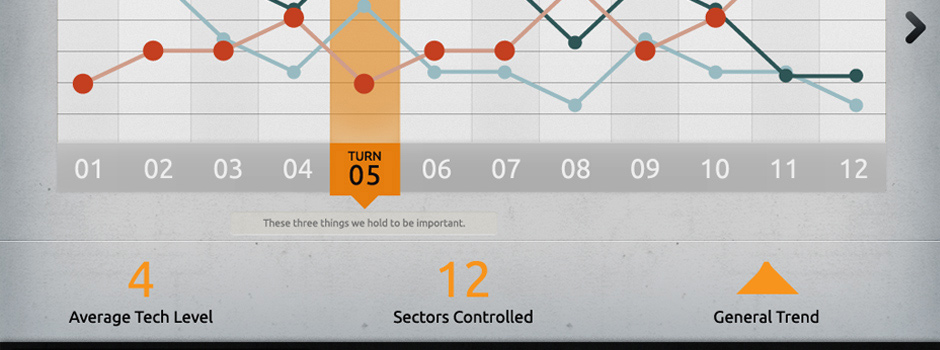 01 02 03 04 TURN 05 06 07 08 09 10 11 12
These three things we hold to be important.
4 12
Average Tech Level Sectors Controlled General Trend